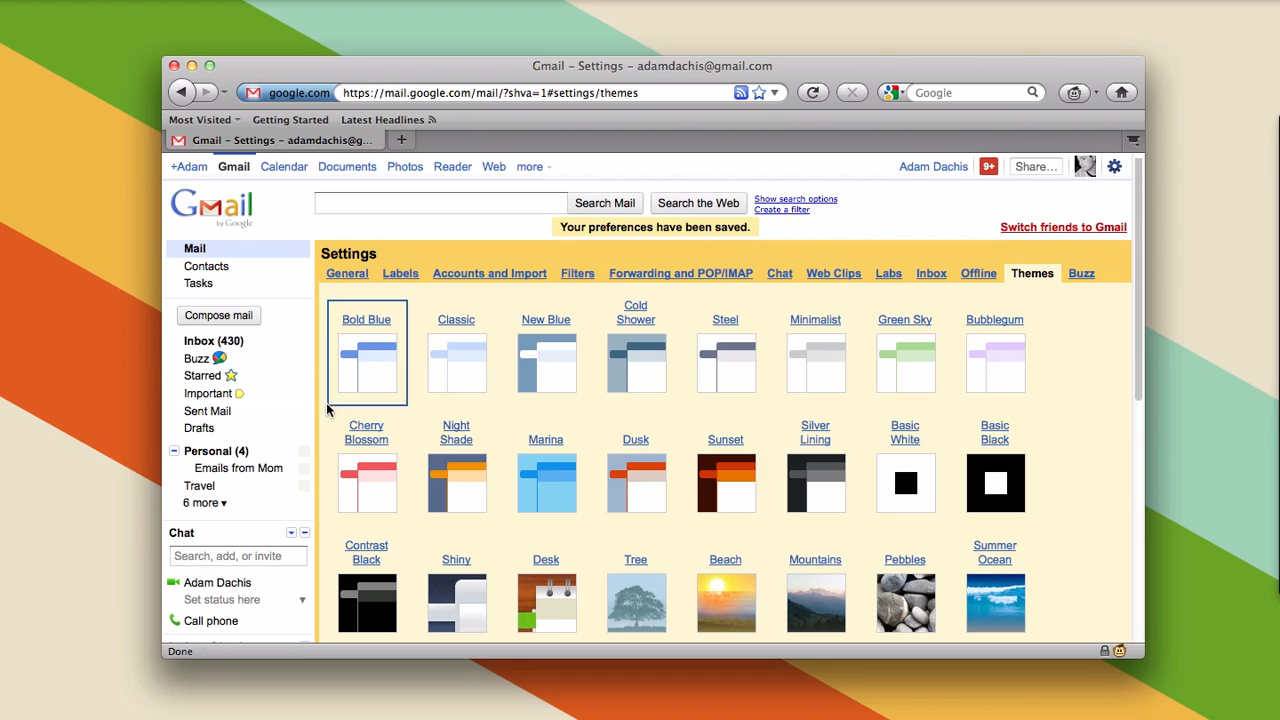 Gmail – Settings – adamdachis@gmail.com
google.com https://mail.google.com/mail/?shva=1#settings/themes Google
Most Visited Getting Started Latest Headlines
Gmail – Settings – adamdachis@g...
+Adam Gmail Calendar Documents Photos Reader Web more Adam Dachis 9+ Share...
Gmail by Google
Search Mail Search the Web
Show search options
Create a filter
Your preferences have been saved.
Switch friends to Gmail
Mail
Contacts
Tasks
Compose mail
Inbox (430)
Buzz
Starred
Important
Sent Mail
Drafts
Personal (4)
Emails from Mom
Travel
6 more
Chat
Search, add, or invite
Adam Dachis
Set status here
Call phone
Settings
General Labels Accounts and Import Filters Forwarding and POP/IMAP Chat Web Clips Labs Inbox Offline Themes Buzz
Bold Blue Classic New Blue Cold Shower Steel Minimalist Green Sky Bubblegum
Cherry Blossom Night Shade Marina Dusk Sunset Silver Lining Basic White Basic Black
Contrast Black Shiny Desk Tree Beach Mountains Pebbles Summer Ocean
Done